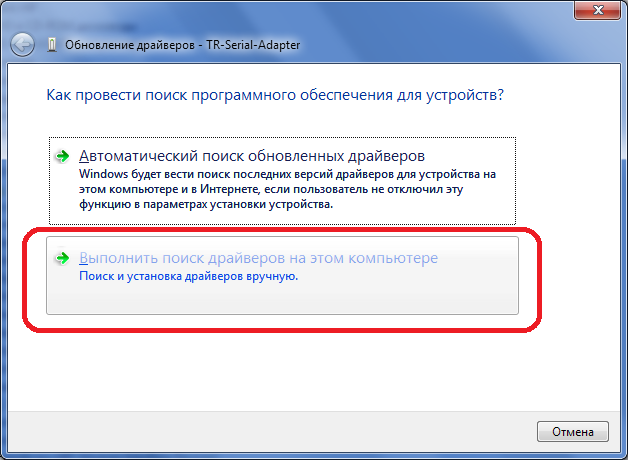 Обновление драйверов - TR-Serial-Adapter
Как провести поиск программного обеспечения для устройств?
Автоматический поиск обновленных драйверов
Windows будет вести поиск последних версий драйверов для устройства на
этом компьютере и в Интернете, если пользователь не отключил эту
функцию в параметрах установки устройства.
Выполнить поиск драйверов на этом компьютере
Поиск и установка драйверов вручную.
Отмена